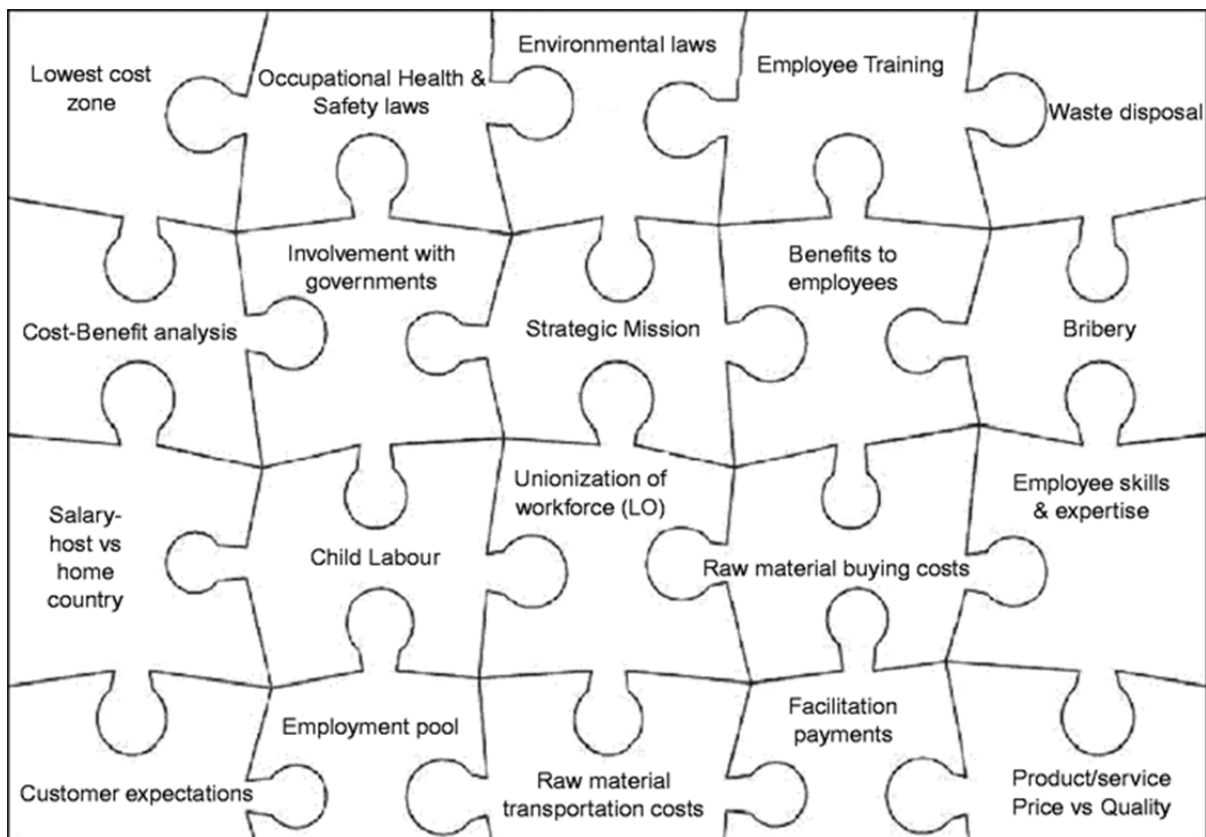 Lowest cost
zone
Occupational Health &
Safety laws
Environmental laws
Employee Training
Waste disposal
Cost-Benefit analysis
Involvement with
governments
Strategic Mission
Benefits to
employees
Bribery
Salary-
host vs
home
country
Child Labour
Unionization of
workforce (LO)
Raw material buying costs
Employee skills
& expertise
Customer expectations
Employment pool
Raw material
transportation costs
Facilitation
payments
Product/service
Price vs Quality